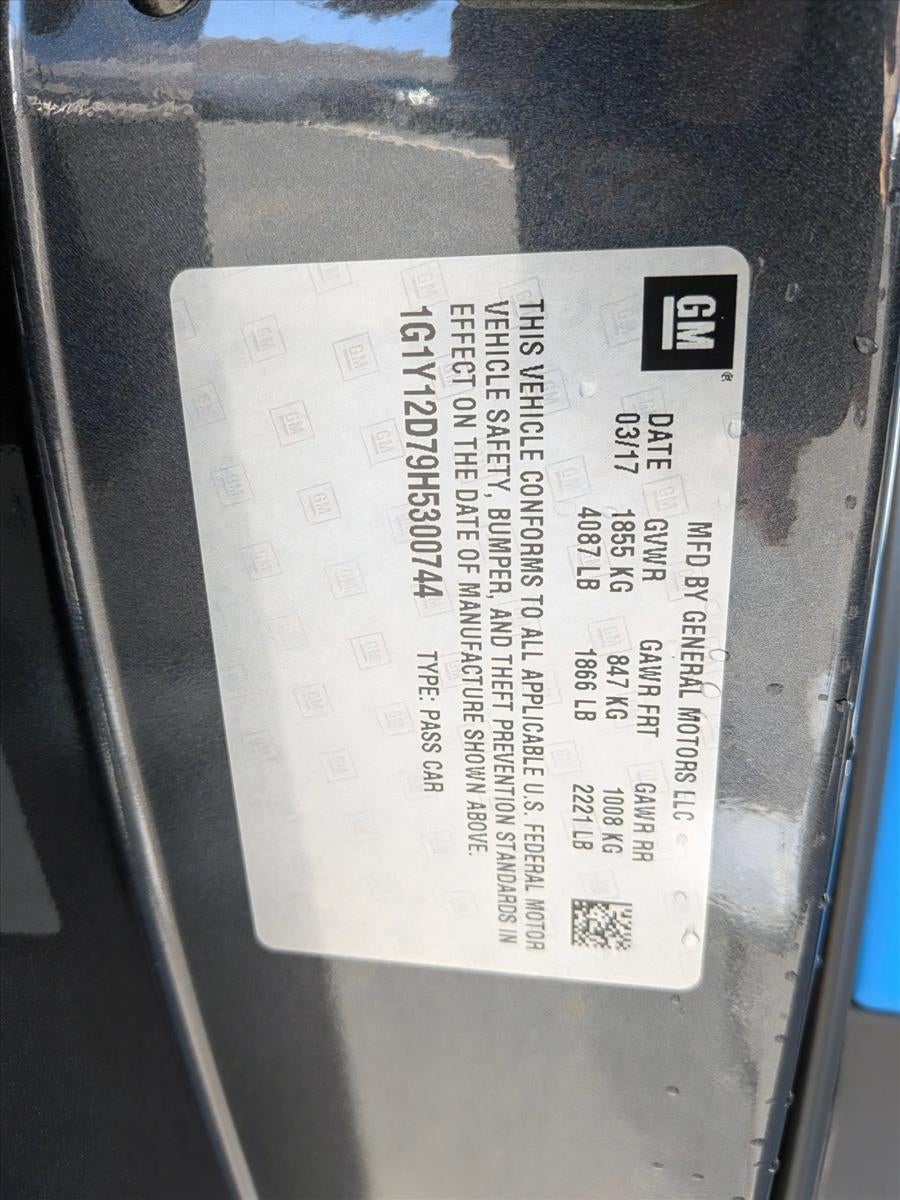 GM®
MFD BY GENERAL MOTORS LLC
DATE GVWR GAWR FRT GAWR RR
03/17 1855 KG 847 KG 1008 KG
4087 LB 1866 LB 2221 LB
THIS VEHICLE CONFORMS TO ALL APPLICABLE U.S. FEDERAL MOTOR
VEHICLE SAFETY, BUMPER, AND THEFT PREVENTION STANDARDS IN
EFFECT ON THE DATE OF MANUFACTURE SHOWN ABOVE.
1G1Y12D79H5300744 TYPE: PASS CAR